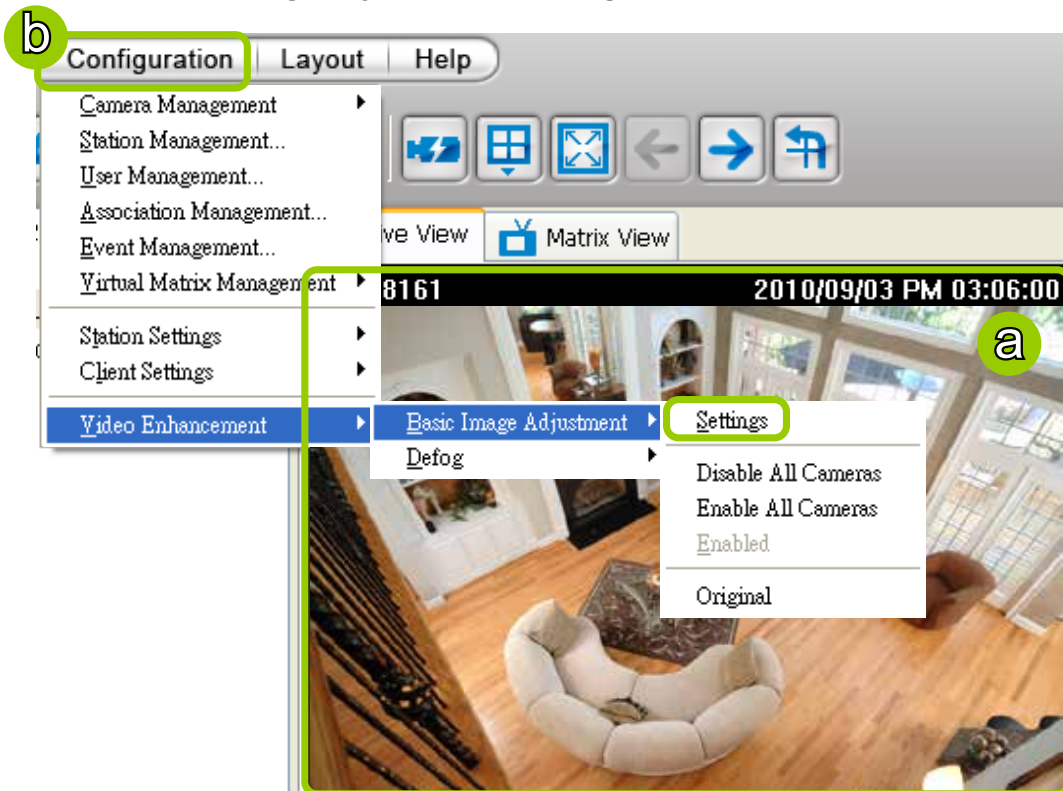 b
Configuration Layout Help
Camera Management
Station Management...
User Management...
Association Management...
Event Management...
Virtual Matrix Management
Station Settings
Client Settings
Video Enhancement
ve View Matrix View
8161 2010/09/03 PM 03:06:00
a
Basic Image Adjustment
Defog
Settings
Disable All Cameras
Enable All Cameras
Enabled
Original